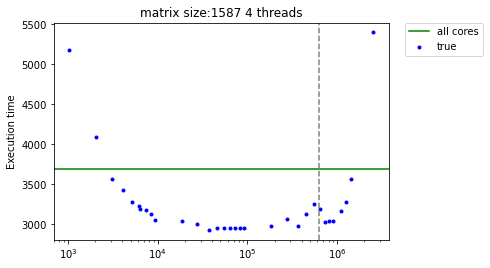 matrix size:1587 4 threads
all cores
true
Execution time
5500
5000
4500
4000
3500
3000
10³
10⁴
10⁵
10⁶